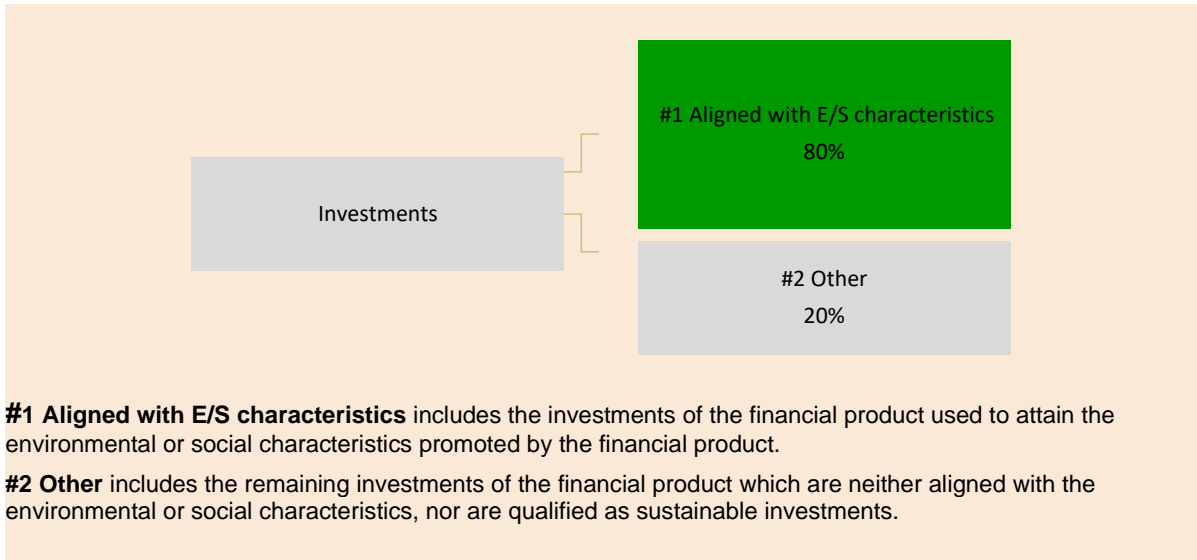 #1 Aligned with E/S characteristics
80%
Investments
#2 Other
20%
#1 Aligned with E/S characteristics includes the investments of the financial product used to attain the
environmental or social characteristics promoted by the financial product.
#2 Other includes the remaining investments of the financial product which are neither aligned with the
environmental or social characteristics, nor are qualified as sustainable investments.